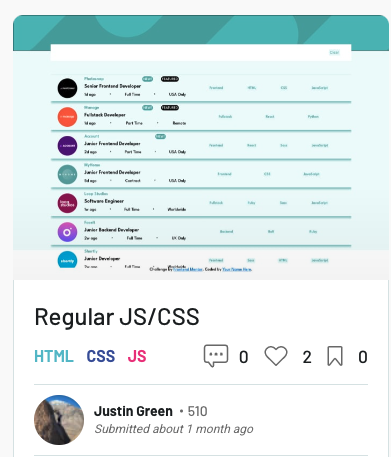 Clear
Photosnap NEW! FEATURED
Senior Frontend Developer
1d ago • Full Time • USA Only
Frontend HTML CSS JavaScript
Manage NEW! FEATURED
Fullstack Developer
1d ago • Part Time • Remote
Fullstack React Python
Account NEW!
Junior Frontend Developer
2d ago • Part Time • USA Only
Frontend React Sass JavaScript
MyHome
Junior Frontend Developer
5d ago • Contract • USA Only
Frontend CSS JavaScript
Loop Studios
Software Engineer
1w ago • Full Time • Worldwide
Fullstack Ruby Sass JavaScript
FaceIt
Junior Backend Developer
2w ago • Full Time • UK Only
Backend RoR Ruby
Shortly
Junior Developer
2w ago • Full Time • Worldwide
Frontend Sass HTML JavaScript
Challenge by Frontend Mentor. Coded by Your Name Here.
Regular JS/CSS
HTML CSS JS 0 2 0
Justin Green • 510
Submitted about 1 month ago